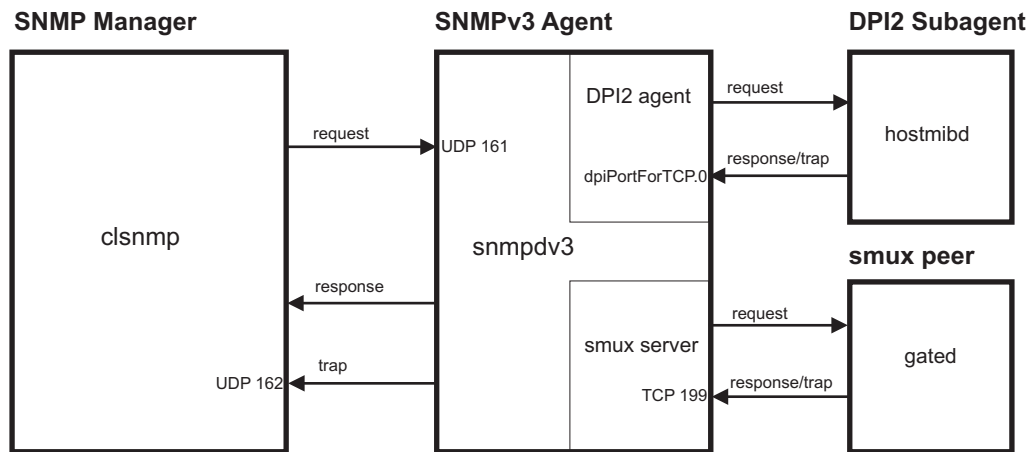 SNMP Manager
SNMPv3 Agent
DPI2 Subagent
request
DPI2 agent
request
hostmibd
request
UDP 161
response/trap
dpiPortForTCP.0
clsnmp
snmpdv3
smux peer
response
request
smux server
gated
trap
UDP 162
response/trap
TCP 199